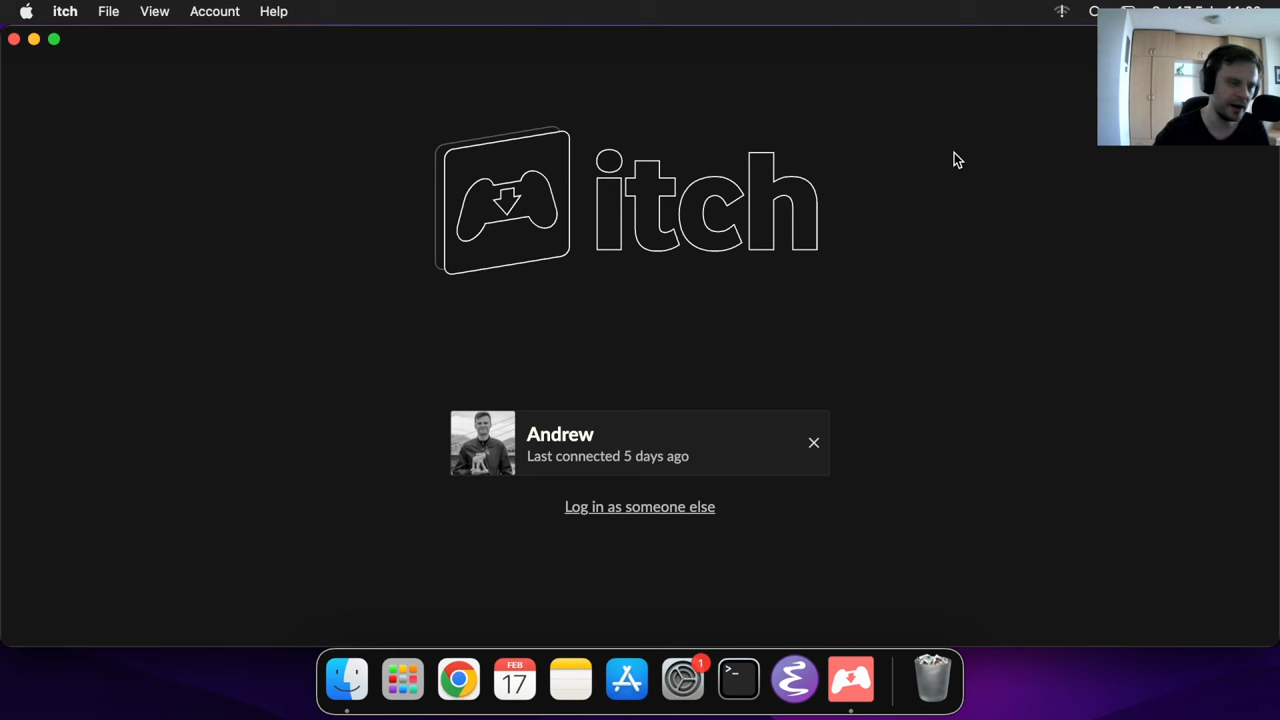 itch File View Account Help
itch
Andrew
Last connected 5 days ago
Log in as someone else
1
FEB
17
>_